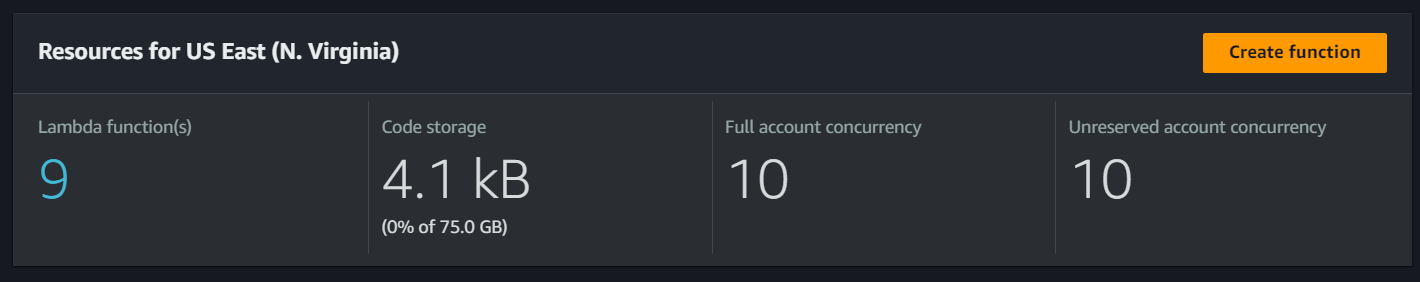 Resources for US East (N. Virginia)
Create function
Lambda function(s)
9
Code storage
4.1 kB
(0% of 75.0 GB)
Full account concurrency
10
Unreserved account concurrency
10